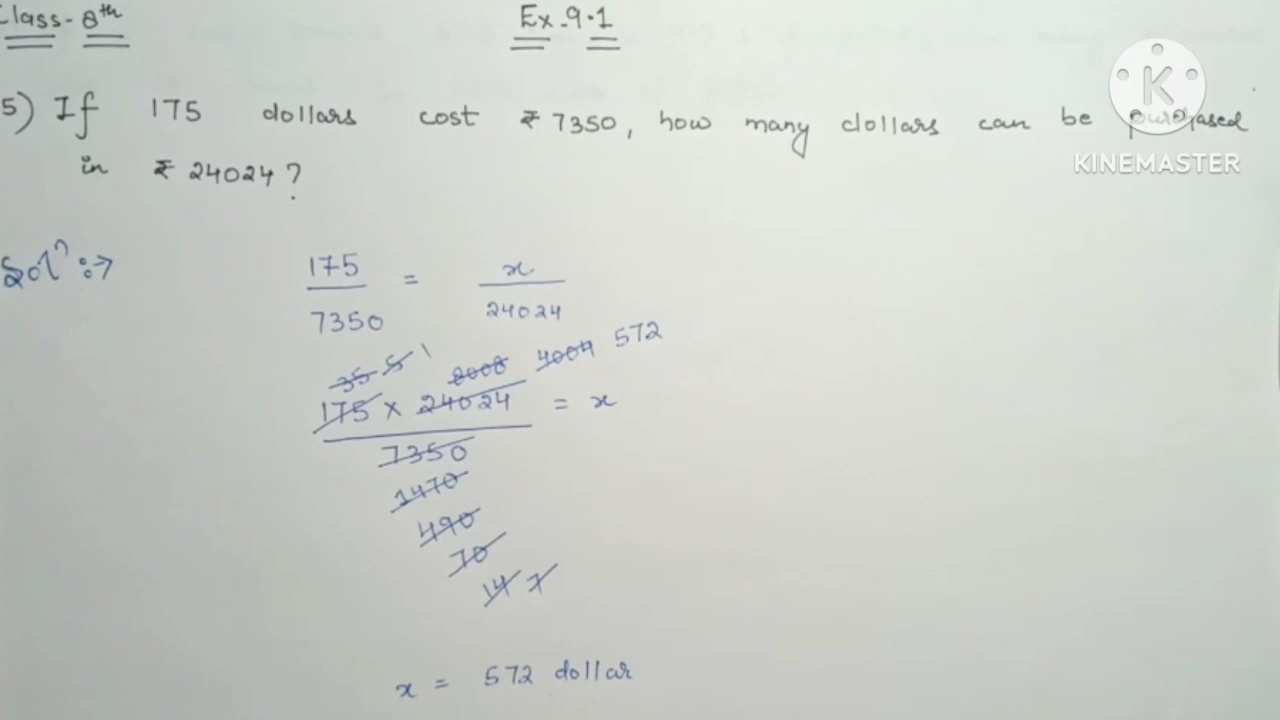 Class - 8th Ex - 9.1
5) If 175 dollars cost ₹ 7350, how many dollars can be purchased
in ₹ 24024 ?
KINEMASTER
Solⁿ :→
175 = x
7350 24024
35 5 1 8008 4004 572
175 × 24024 = x
7350
1470
490
70
14 7
x = 572 dollar